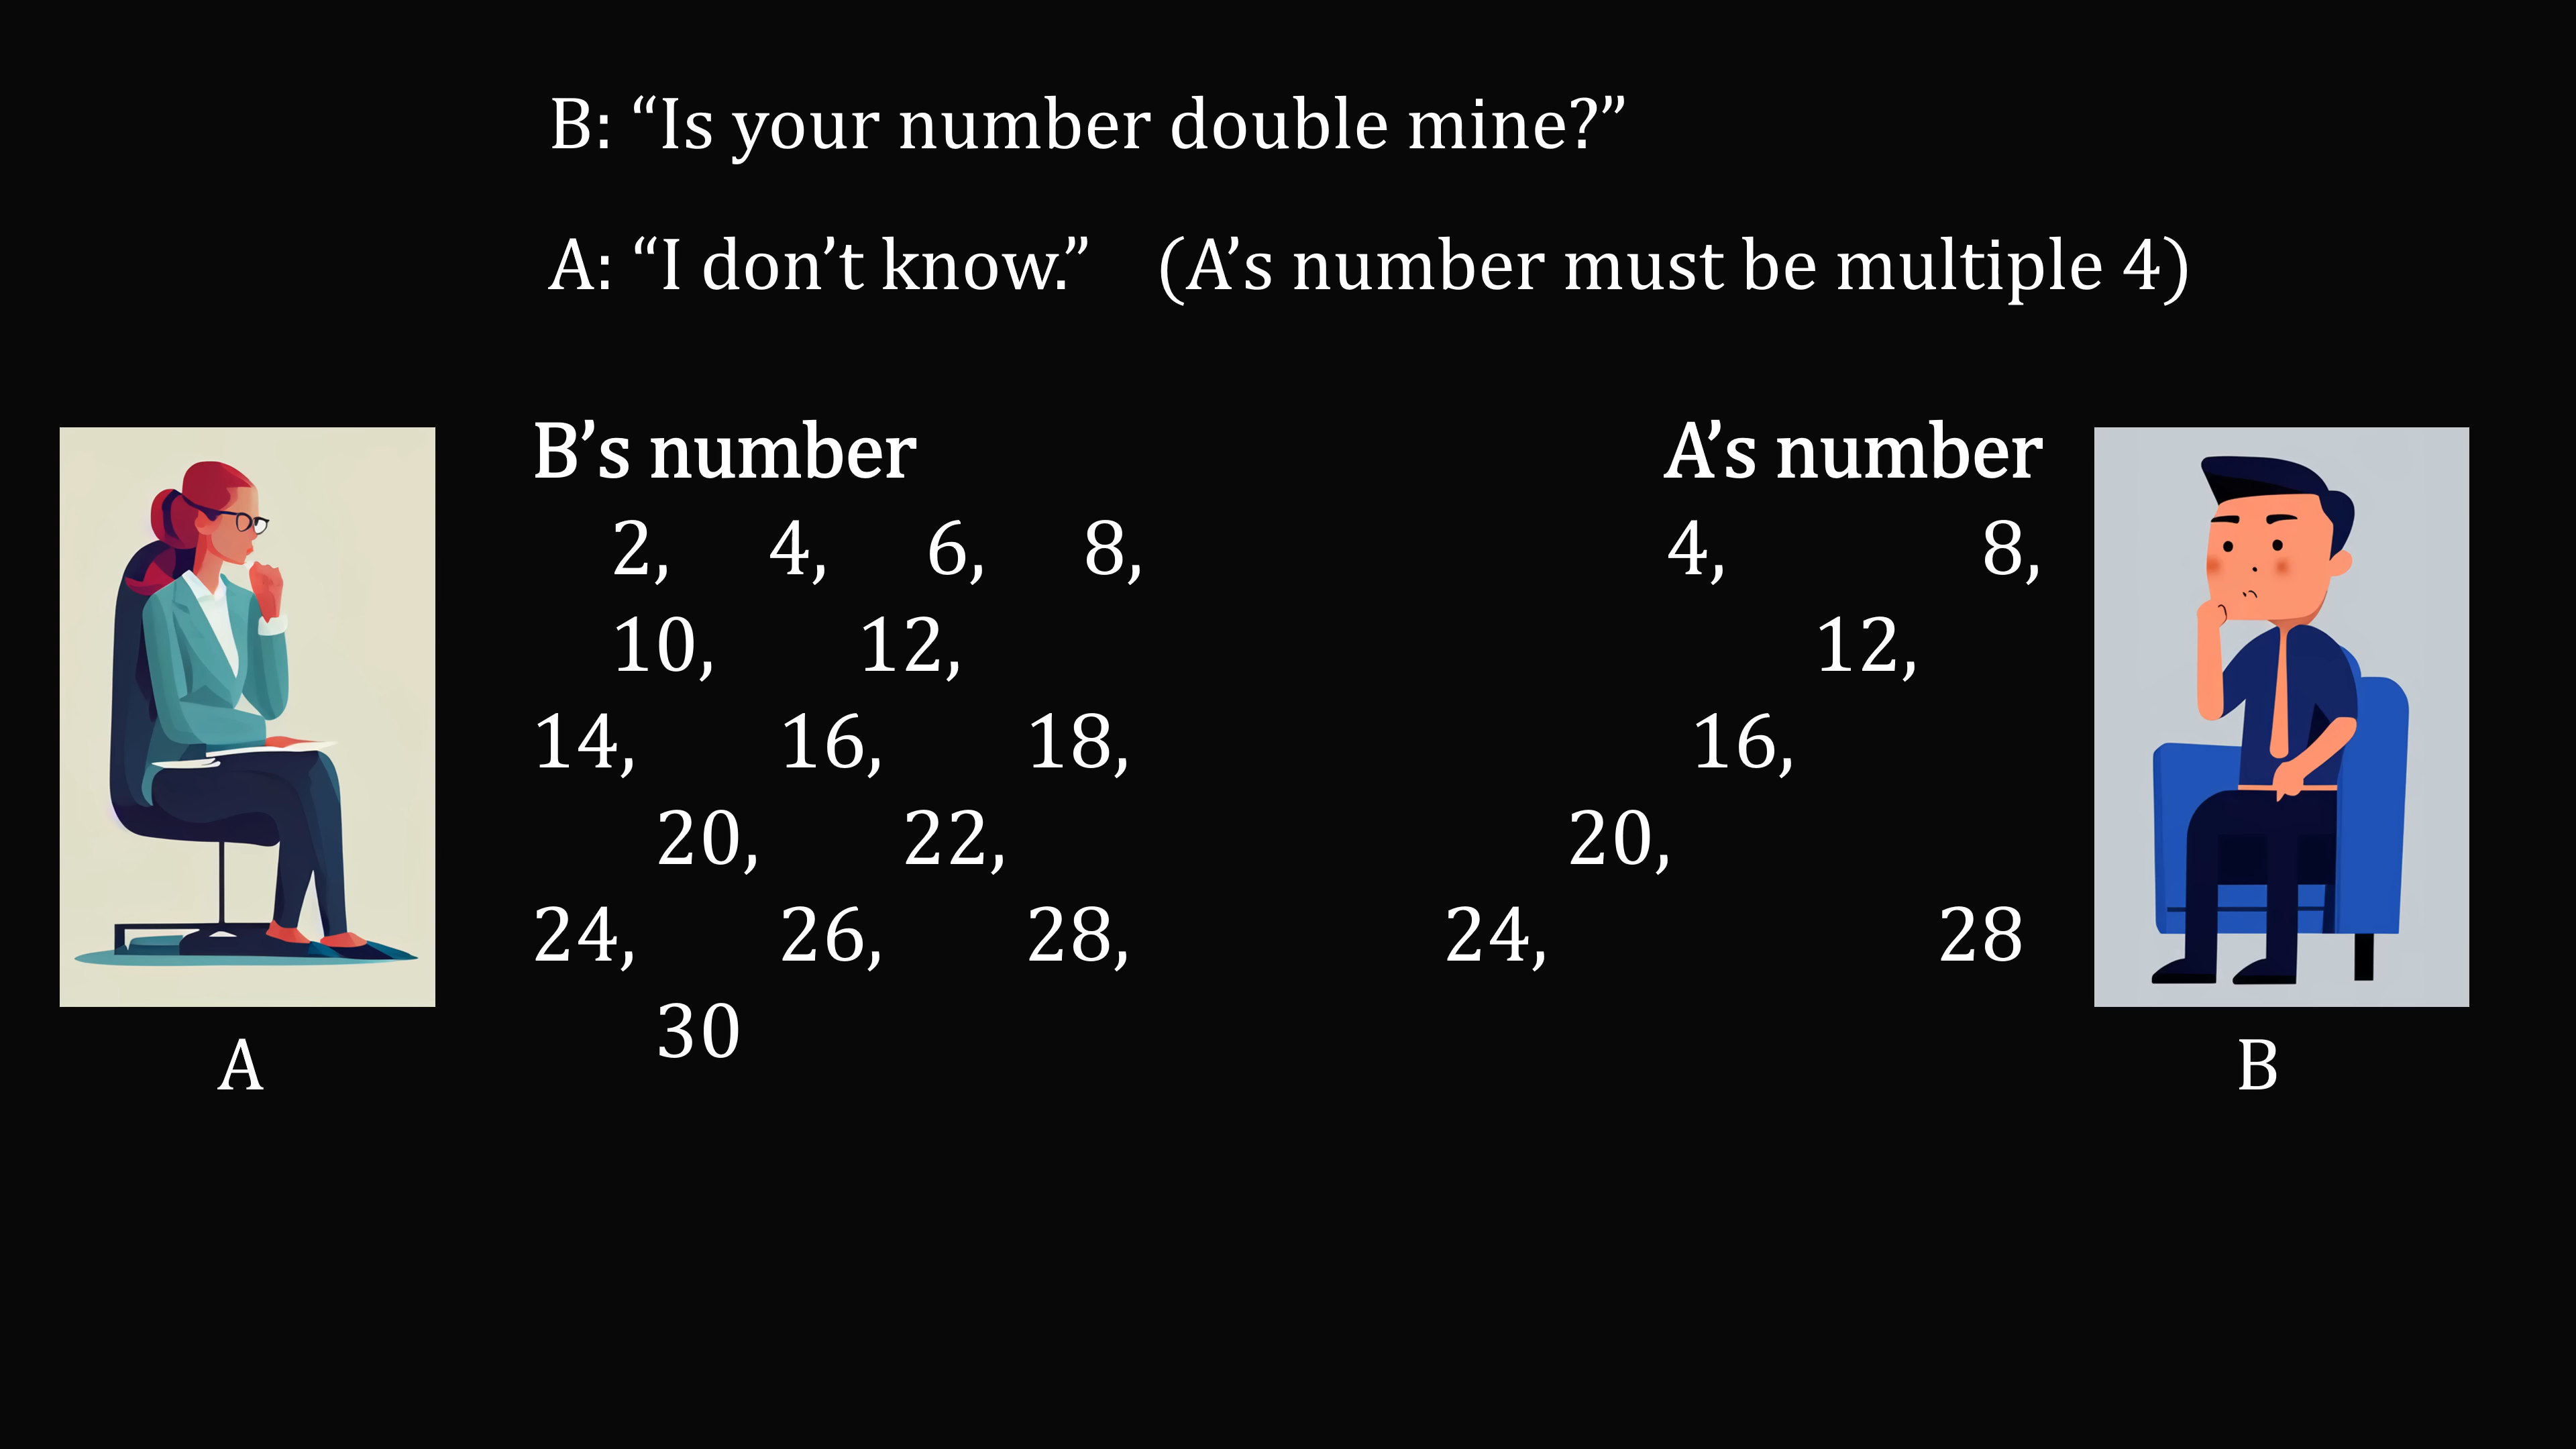 B: “Is your number double mine?”
A: “I don’t know.” (A’s number must be multiple 4)
B’s number
2, 4, 6, 8,
10, 12,
14, 16, 18,
20, 22,
24, 26, 28,
30
A’s number
4, 8,
12,
16,
20,
24, 28
A
B